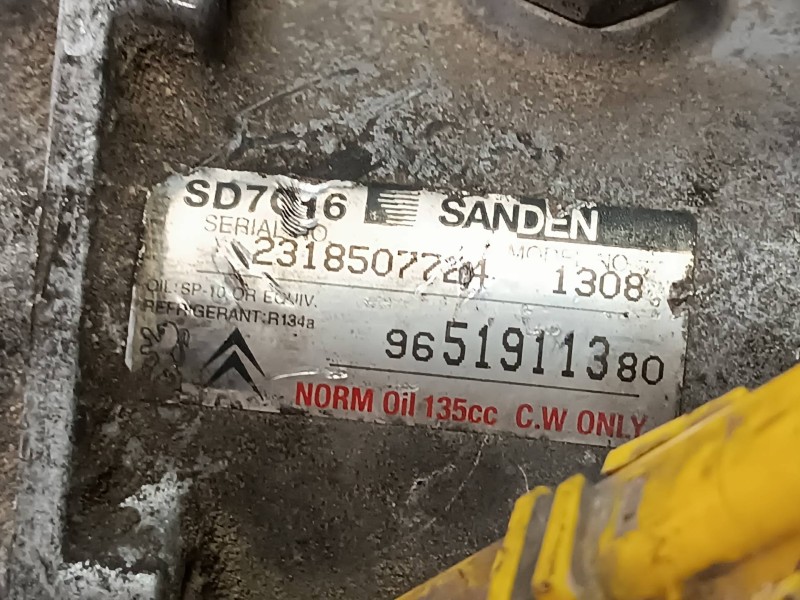 SD7C16 SANDEN
SERIAL NO. MODEL NO.
2318507724 1308
OIL: SP-10 OR EQUIV.
REFRIGERANT: R134a
9651911380
NORM Oil 135cc C.W ONLY